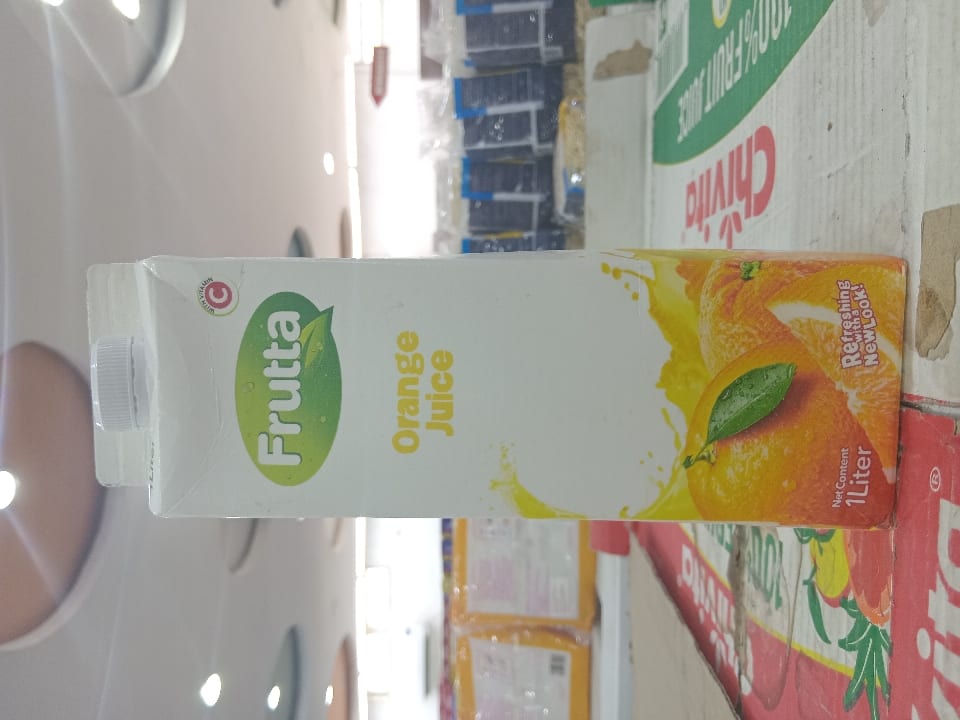 WITH VITAMIN
C
Frutta
Orange
Juice
Refreshing
with a
NEW LOOK!
Net Content
1Liter
100% FRUIT JUICE
Chivita